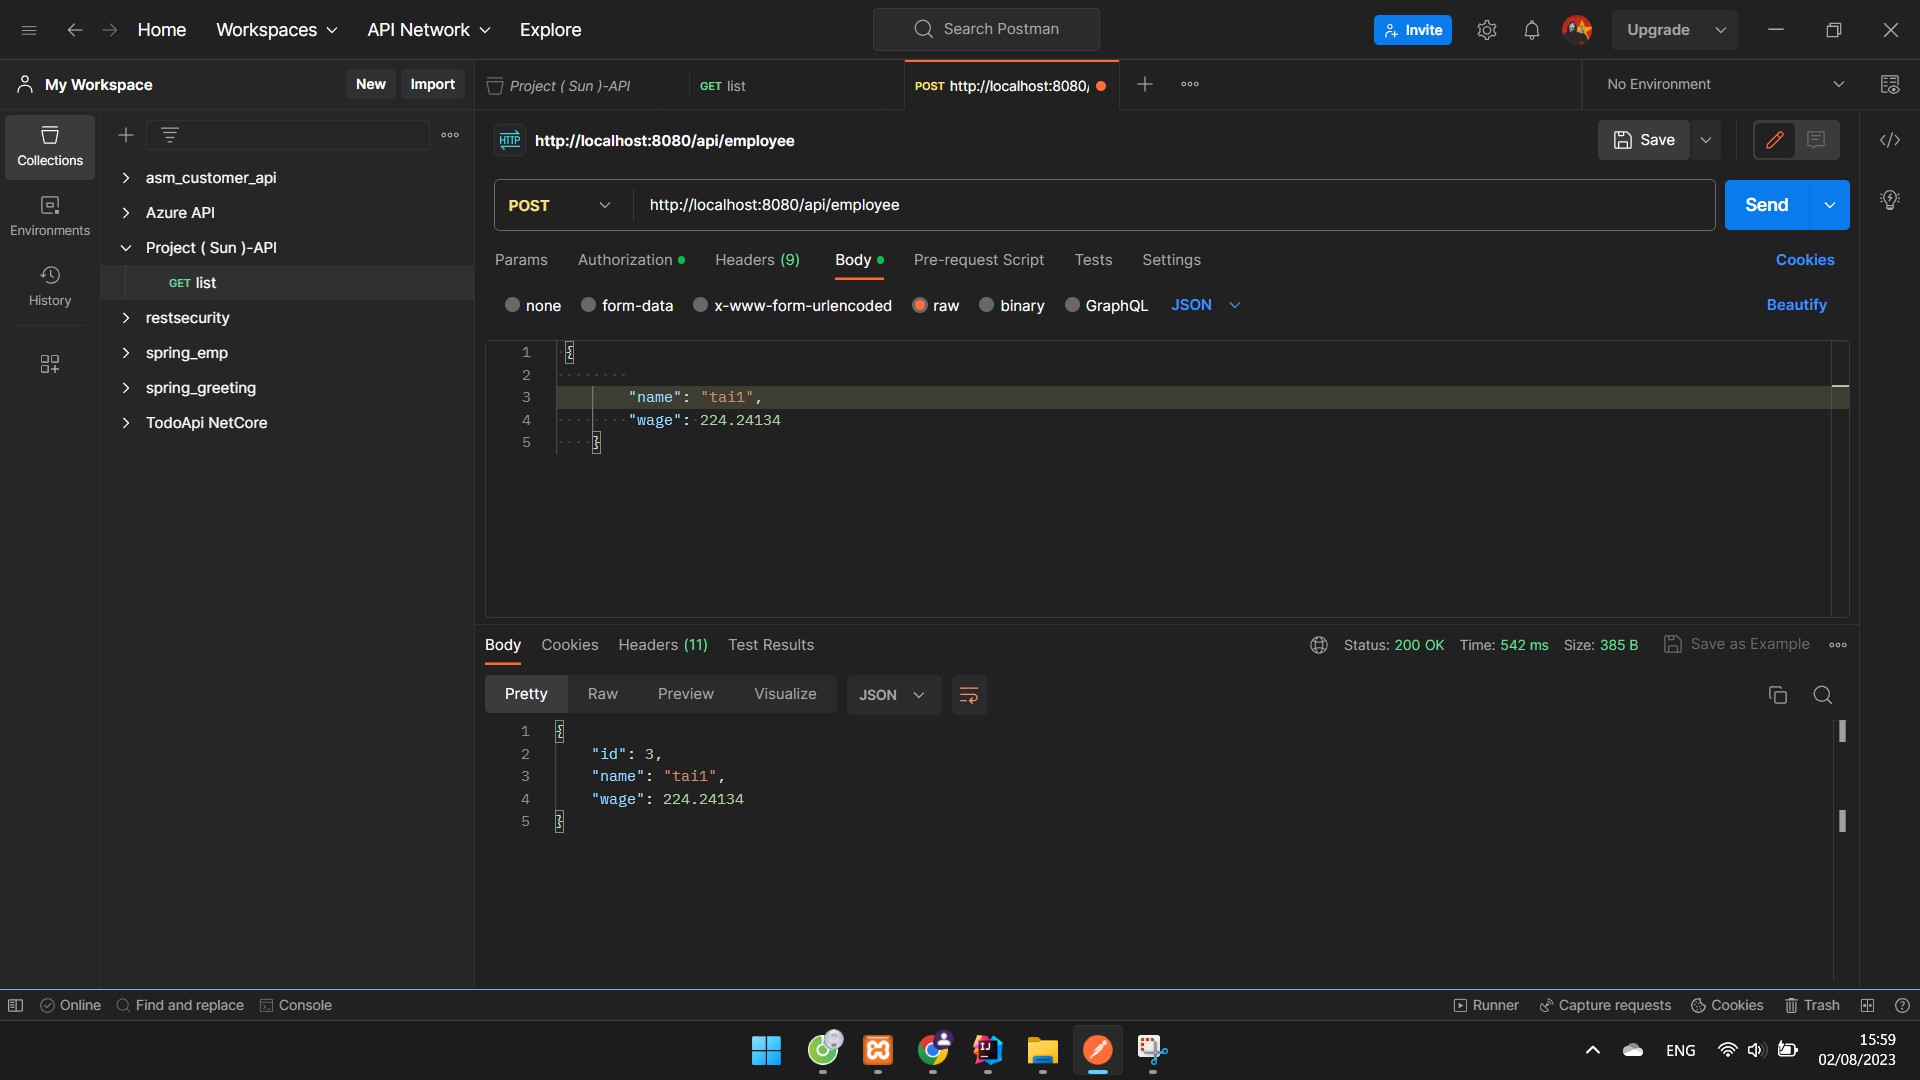 Home Workspaces API Network Explore Search Postman Invite Upgrade
My Workspace New Import Project ( Sun )-API GET list POST http://localhost:8080/ No Environment
Collections
Environments
History
asm_customer_api
Azure API
Project ( Sun )-API
GET list
restsecurity
spring_emp
spring_greeting
TodoApi NetCore
HTTP http://localhost:8080/api/employee Save
POST http://localhost:8080/api/employee Send
Params Authorization Headers (9) Body Pre-request Script Tests Settings Cookies
none form-data x-www-form-urlencoded raw binary GraphQL JSON Beautify
1 {
2
3 "name": "tai1",
4 "wage": 224.24134
5 }
Body Cookies Headers (11) Test Results Status: 200 OK Time: 542 ms Size: 385 B Save as Example
Pretty Raw Preview Visualize JSON
1 {
2 "id": 3,
3 "name": "tai1",
4 "wage": 224.24134
5 }
Online Find and replace Console Runner Capture requests Cookies Trash
ENG 15:59
02/08/2023